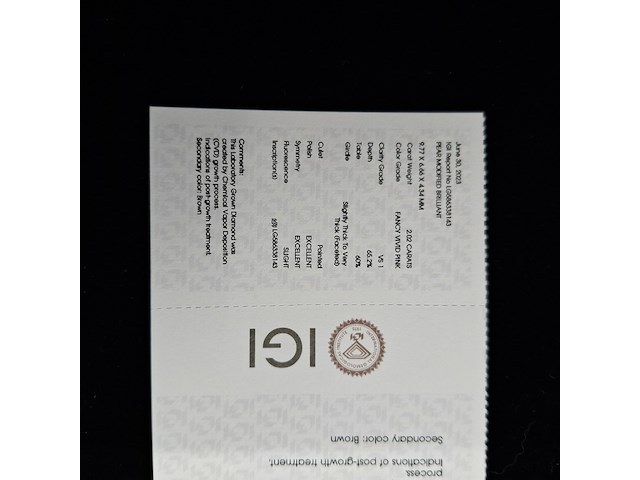 June 30, 2023
IGI Report No LG586338143
PEAR MODIFIED BRILLIANT
9.77 X 6.66 X 4.34 MM
Carat Weight 2.02 CARATS
Color Grade FANCY VIVID PINK
Clarity Grade VS 1
Depth 65.2%
Table 60%
Girdle Slightly Thick To Very
Thick (Faceted)
Culet Pointed
Polish EXCELLENT
Symmetry EXCELLENT
Fluorescence SLIGHT
Inscription(s) LG586338143
Comments:
This Laboratory Grown Diamond was
created by Chemical Vapor Deposition
(CVD) growth process.
Indications of post-growth treatment.
Secondary color: Brown
IGI
IGI
process.
Indications of post-growth treatment.
Secondary color: Brown